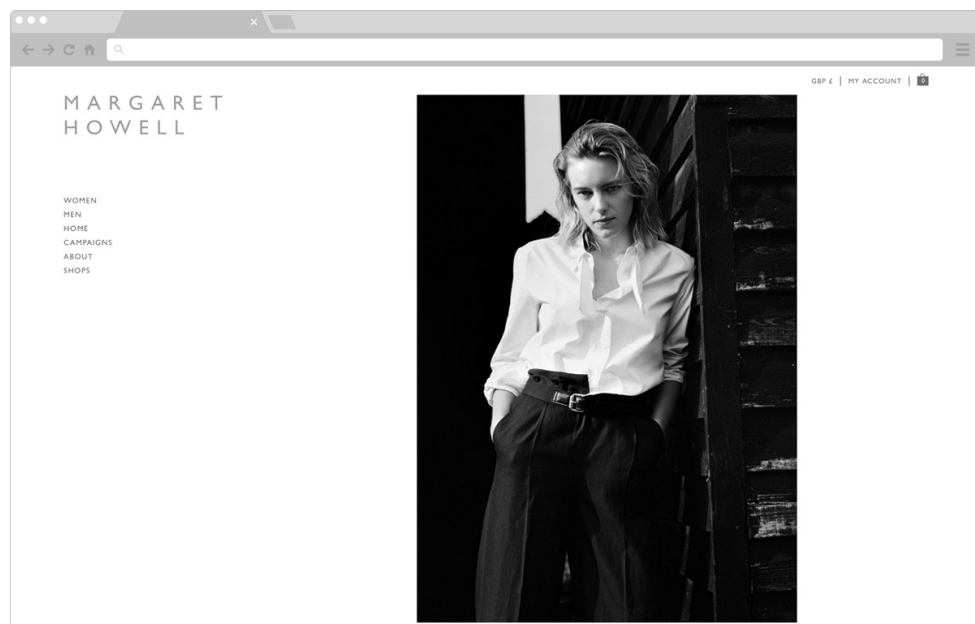 GBP £ | MY ACCOUNT | 0
MARGARET
HOWELL
WOMEN
MEN
HOME
CAMPAIGNS
ABOUT
SHOPS